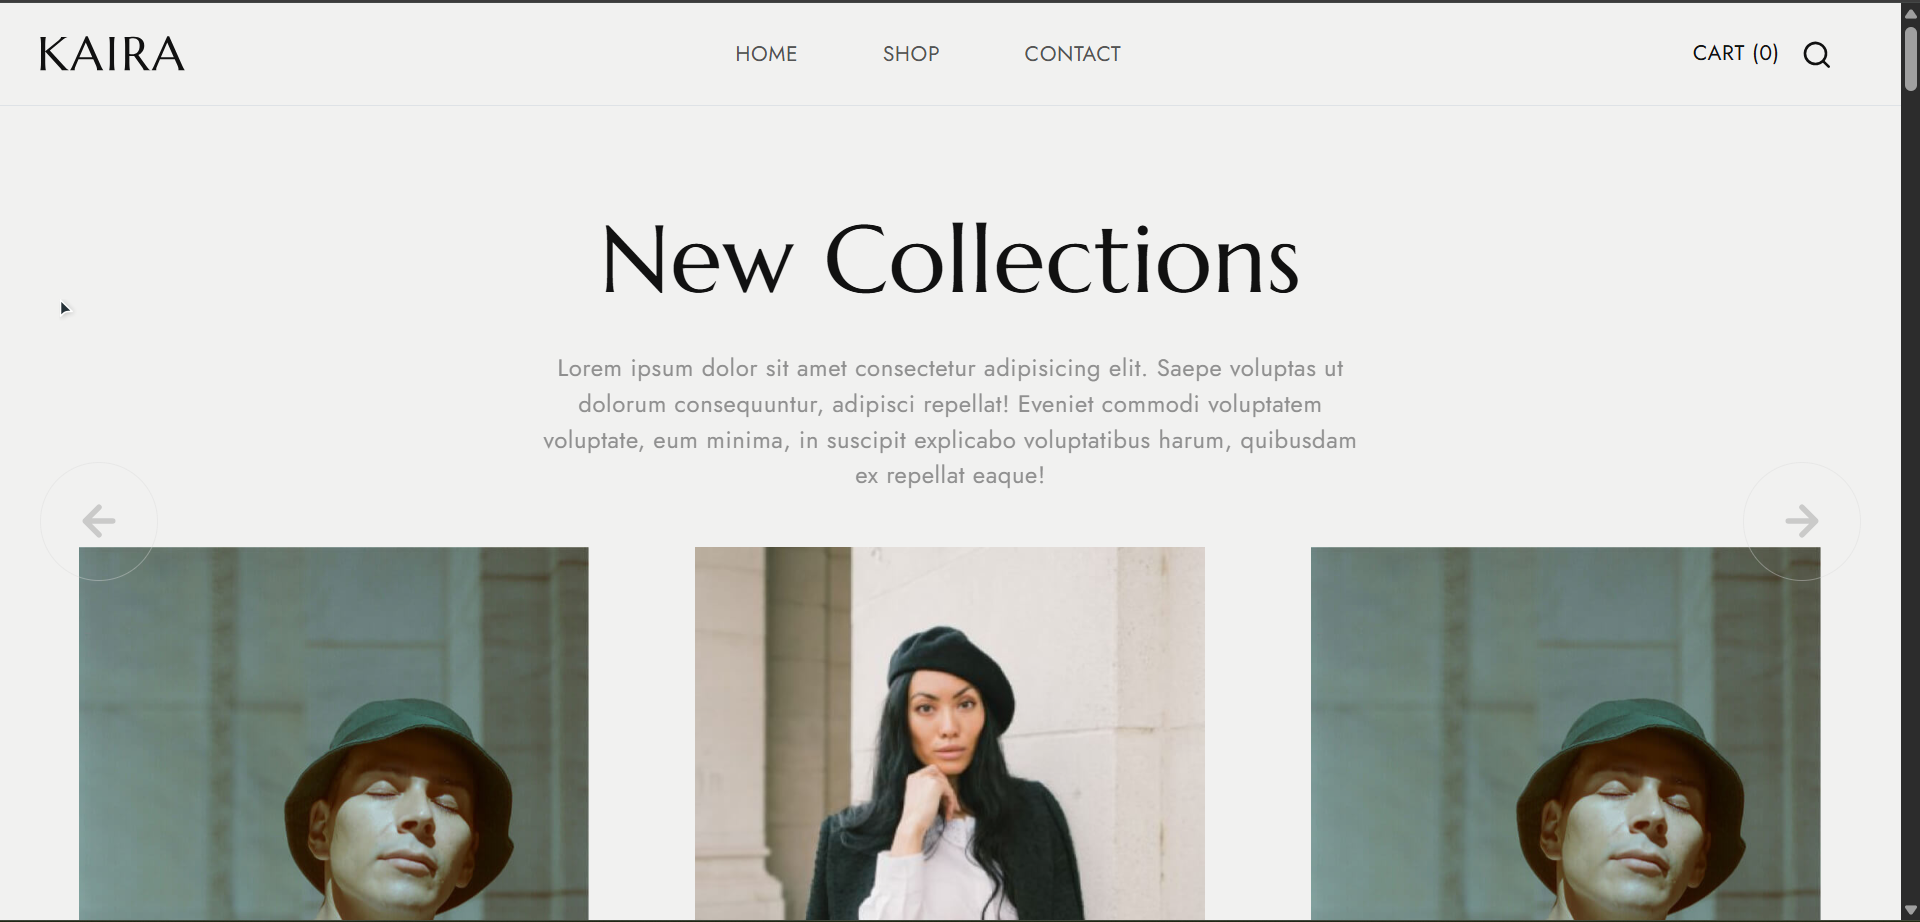 KAIRA
HOME
SHOP
CONTACT
CART (0)
New Collections
Lorem ipsum dolor sit amet consectetur adipisicing elit. Saepe voluptas ut
dolorum consequuntur, adipisci repellat! Eveniet commodi voluptatem
voluptate, eum minima, in suscipit explicabo voluptatibus harum, quibusdam
ex repellat eaque!